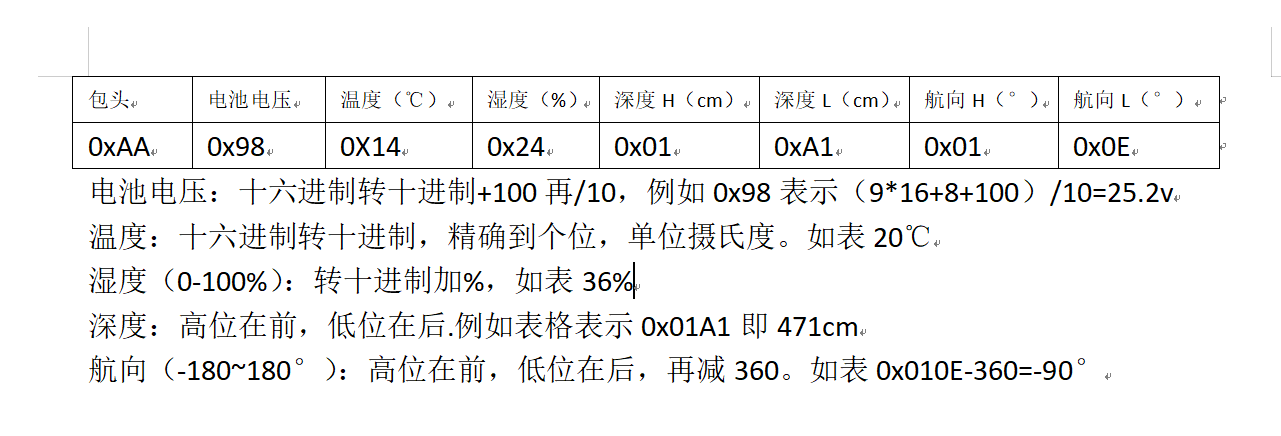 包头 电池电压 温度（℃） 湿度（%） 深度 H（cm） 深度 L（cm） 航向 H（°） 航向 L（°）
0xAA 0x98 0X14 0x24 0x01 0xA1 0x01 0x0E
电池电压：十六进制转十进制+100 再/10，例如 0x98 表示（9*16+8+100）/10=25.2v
温度：十六进制转十进制，精确到个位，单位摄氏度。如表 20℃
湿度（0-100%）：转十进制加%，如表 36%
深度：高位在前，低位在后.例如表格表示 0x01A1 即 471cm
航向（-180~180°）：高位在前，低位在后，再减 360。如表 0x010E-360=-90°